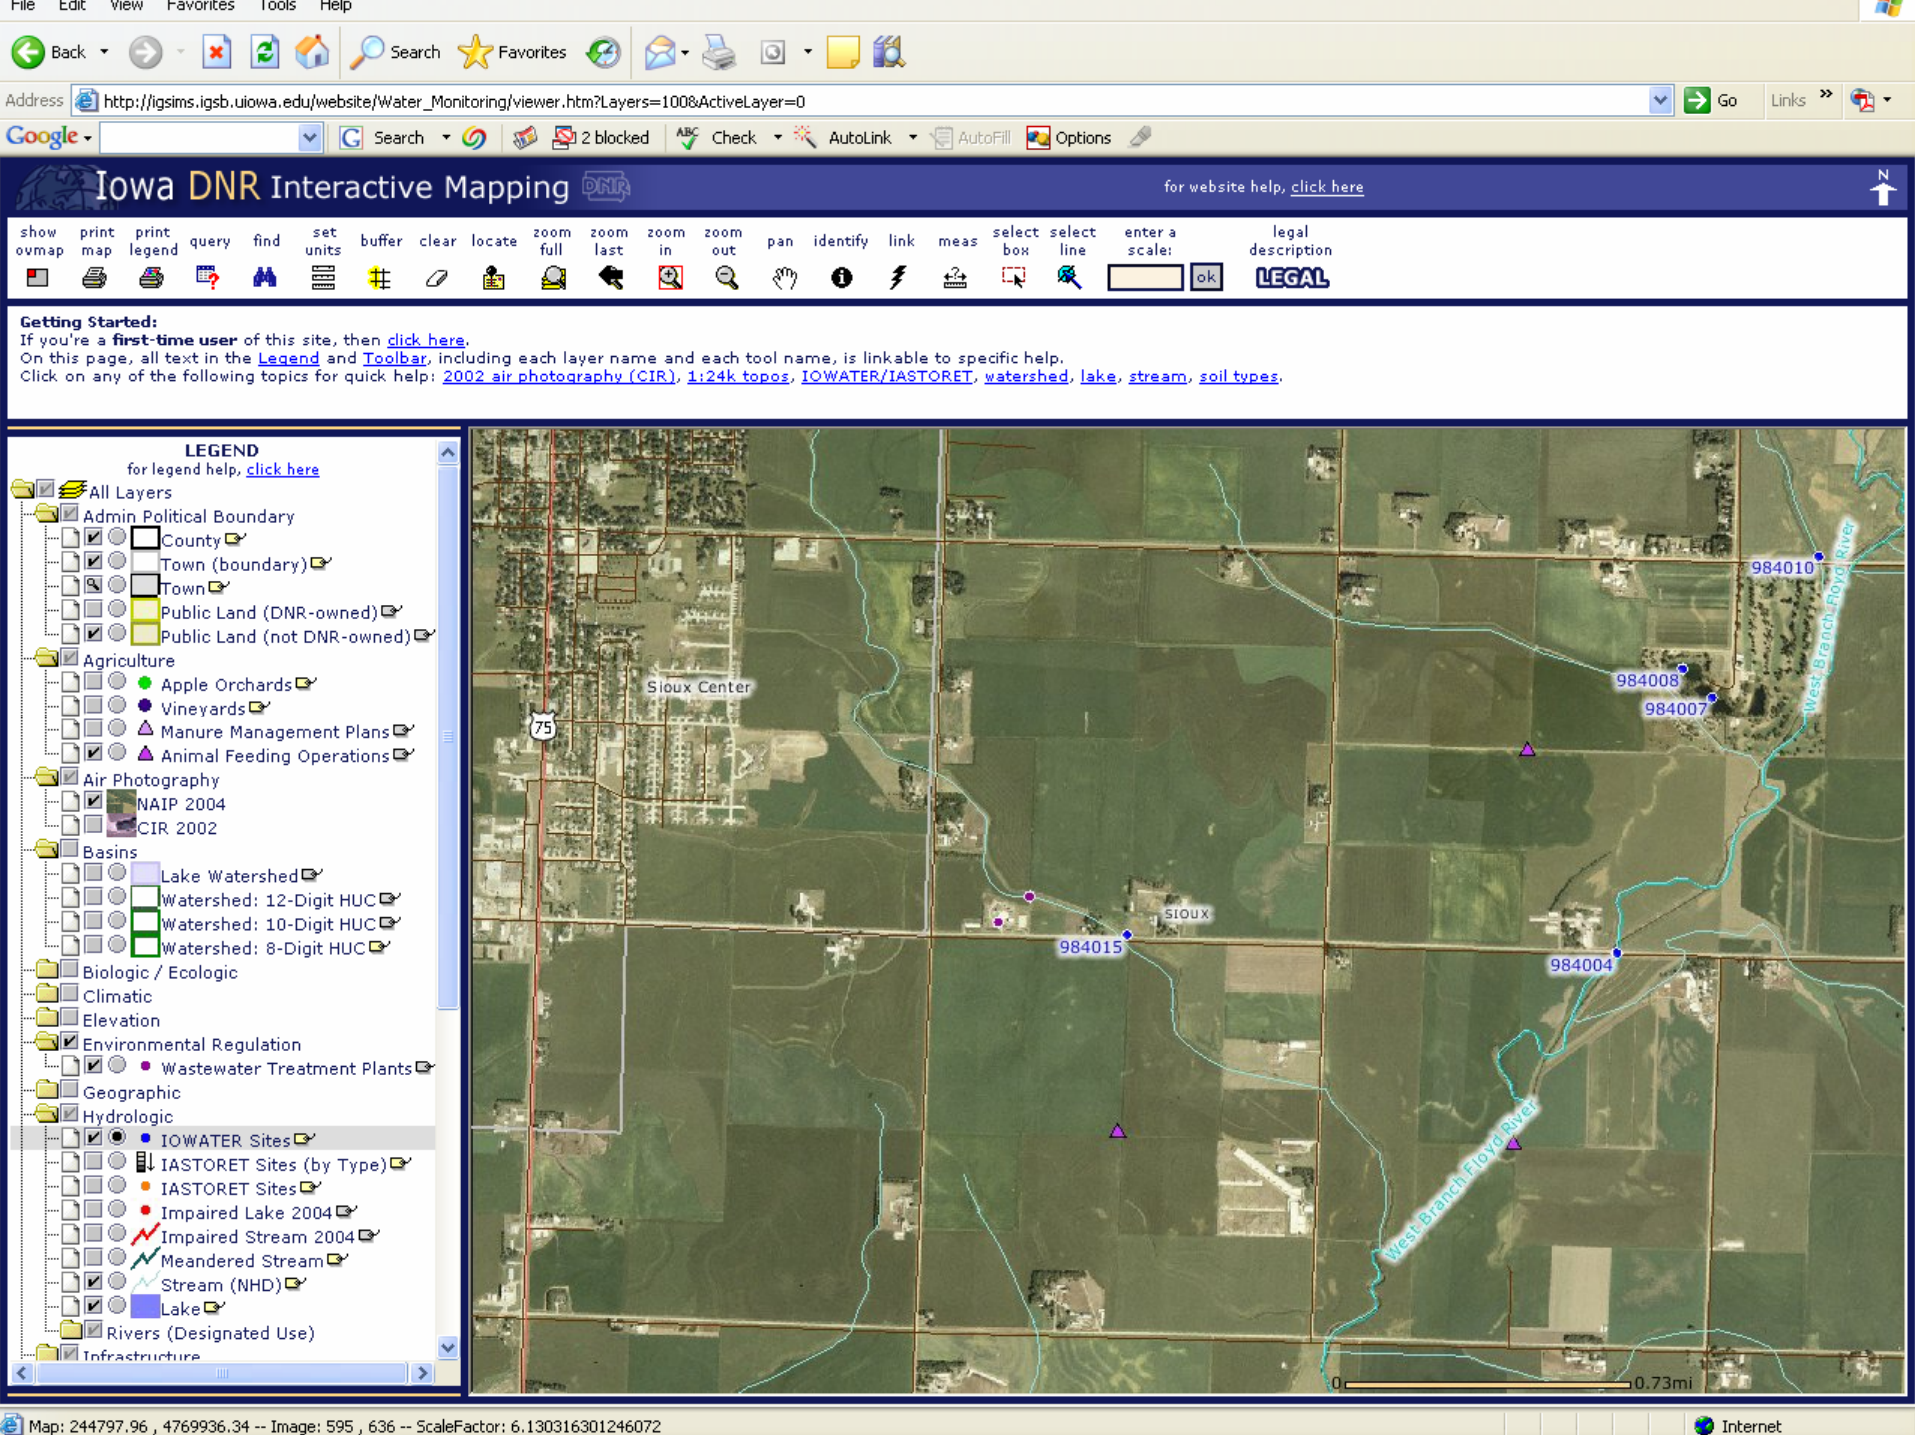 File Edit View Favorites Tools Help
Back Search Favorites
Address http://igsims.igsb.uiowa.edu/website/Water_Monitoring/viewer.htm?Layers=100&ActiveLayer=0 Go Links »
Google Search 2 blocked ABC Check AutoLink AutoFill Options
Iowa DNR Interactive Mapping DNR for website help, click here N
show ovmap
print map
print legend
query
find
set units
buffer
clear
locate
zoom full
zoom last
zoom in
zoom out
pan
identify
link
meas
select box
select line
enter a scale:
ok
legal description
LEGAL
Getting Started:
If you're a first-time user of this site, then click here.
On this page, all text in the Legend and Toolbar, including each layer name and each tool name, is linkable to specific help.
Click on any of the following topics for quick help: 2002 air photography (CIR), 1:24k topos, IOWATER/IASTORET, watershed, lake, stream, soil types.
LEGEND
for legend help, click here
All Layers
Admin Political Boundary
County
Town (boundary)
Town
Public Land (DNR-owned)
Public Land (not DNR-owned)
Agriculture
Apple Orchards
Vineyards
Manure Management Plans
Animal Feeding Operations
Air Photography
NAIP 2004
CIR 2002
Basins
Lake Watershed
Watershed: 12-Digit HUC
Watershed: 10-Digit HUC
Watershed: 8-Digit HUC
Biologic / Ecologic
Climatic
Elevation
Environmental Regulation
Wastewater Treatment Plants
Geographic
Hydrologic
IOWATER Sites
IASTORET Sites (by Type)
IASTORET Sites
Impaired Lake 2004
Impaired Stream 2004
Meandered Stream
Stream (NHD)
Lake
Rivers (Designated Use)
Infrastructure
984010
West Branch Floyd River
984008
Sioux Center
984007
75
SIOUX
984015
984004
West Branch Floyd River
0 0.73mi
Map: 244797.96 , 4769936.34 -- Image: 595 , 636 -- ScaleFactor: 6.130316301246072 Internet